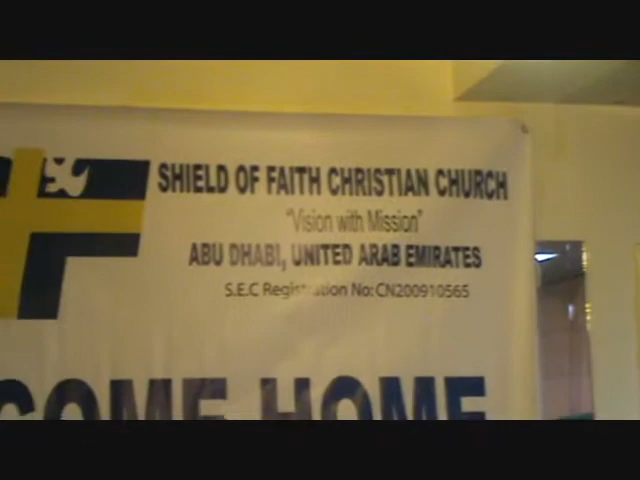 SHIELD OF FAITH CHRISTIAN CHURCH
"Vision with Mission"
ABU DHABI, UNITED ARAB EMIRATES
S.E.C Registration No: CN200910565
COME HOME